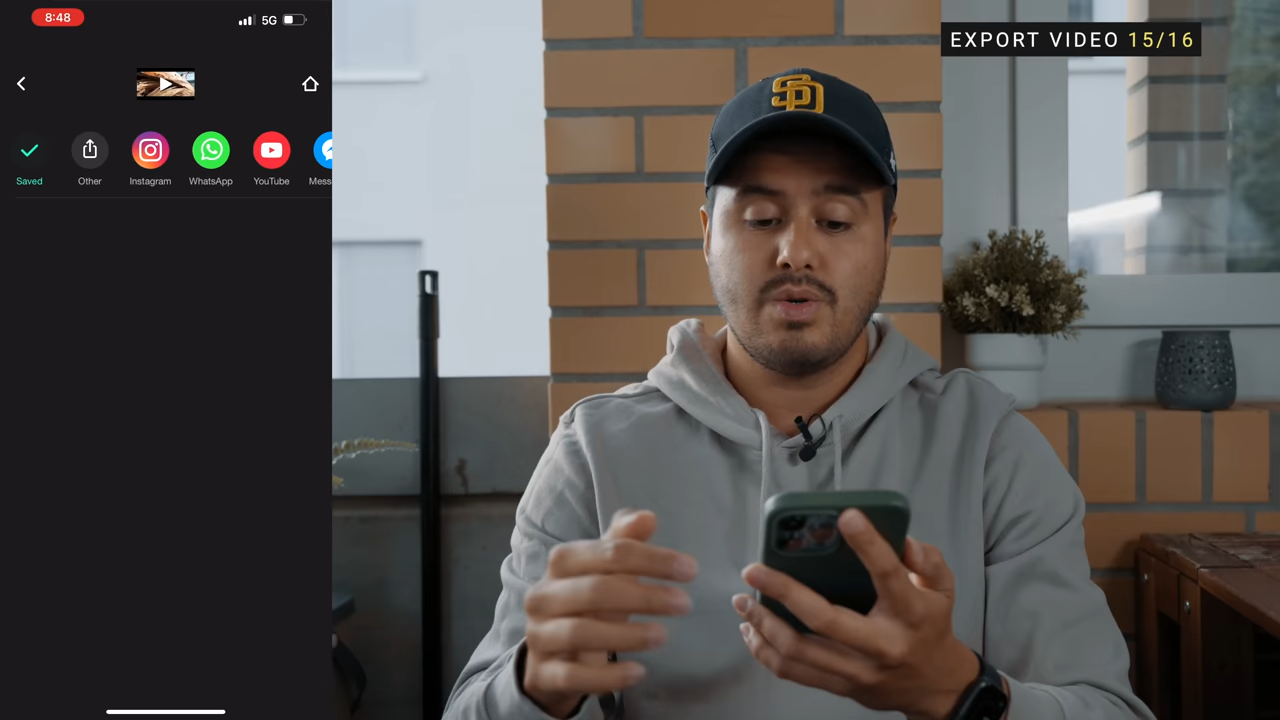 8:48
5G
Saved
Other
Instagram
WhatsApp
YouTube
Mess
EXPORT VIDEO 15/16
SD